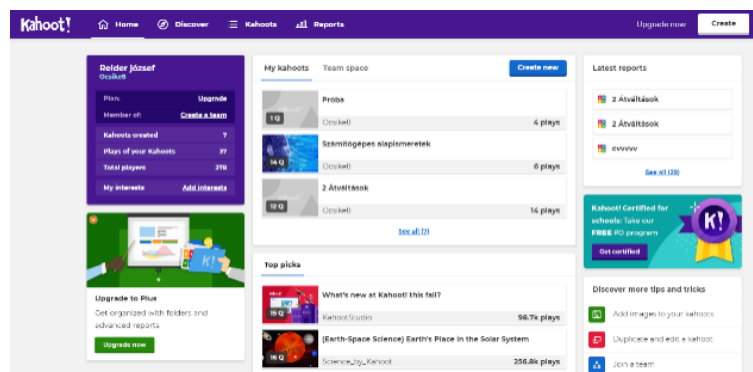 Kahoot!
Home
Discover
Kahoots
Reports
Upgrade now
Create
Reider József
Ocsike8
Plan: Upgrade
Member of: Create a team
Kahoots created 7
Plays of your Kahoots 37
Total players 276
My interests Add interests
Upgrade to Plus
Get organized with folders and
advanced reports
Upgrade now
My kahoots
Team space
Create new
Próba
1 Q
Ocsike8 4 plays
Számítógépes alapismeretek
14 Q
Ocsike8 6 plays
2 Átváltások
12 Q
Ocsike8 14 plays
See all (7)
Top picks
What's new at Kahoot! this fall?
15 Q
KahootStudio 98.7k plays
(Earth-Space Science) Earth's Place in the Solar System
16 Q
Science_by_Kahoot 256.8k plays
Latest reports
2 Átváltások
2 Átváltások
cvvvvv
See all (39)
Kahoot! Certified for
schools: Take our
FREE PD program
Get certified
K!
Discover more tips and tricks
Add images to your kahoots
Duplicate and edit a kahoot
Join a team